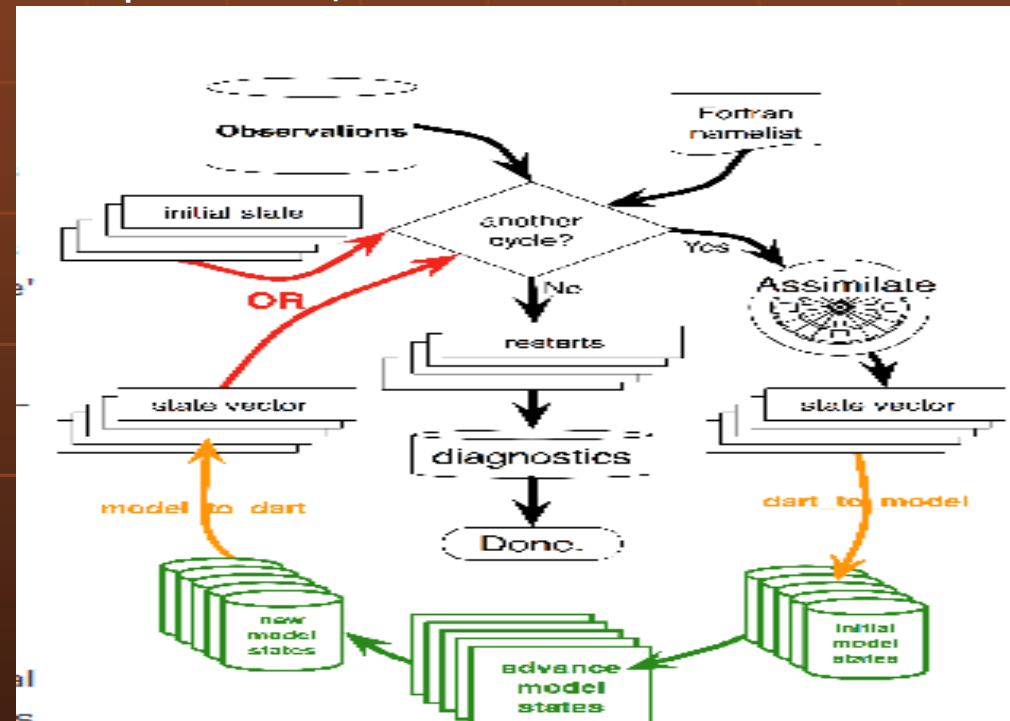 Observations
Fortran
namelist
initial state
another
cycle?
Yes
No
OR
Assimilate
restarts
state vector
state vector
diagnostics
model_to_dart
dart_to_model
Done.
new
model
states
initial
model
states
advance
model
states